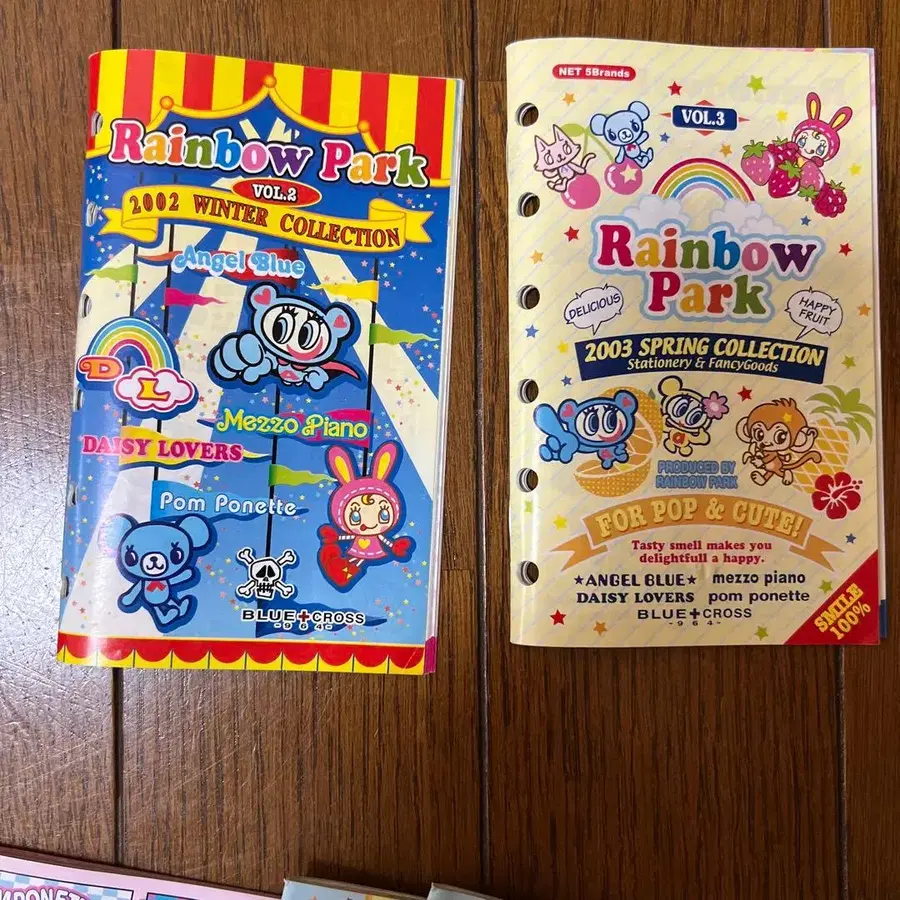 Rainbow Park
VOL.2
2002 WINTER COLLECTION
Angel Blue
D
L
Mezzo Piano
DAISY LOVERS
Pom Ponette
BLUE CROSS
-964-
NET 5Brands
VOL.3
Rainbow
Park
DELICIOUS
HAPPY
FRUIT
2003 SPRING COLLECTION
Stationery & FancyGoods
PRODUCED BY
RAINBOW PARK
FOR POP & CUTE!
Tasty smell makes you
delightfull a happy.
★ANGEL BLUE★ mezzo piano
DAISY LOVERS pom ponette
BLUE CROSS
-964-
SMILE
100%